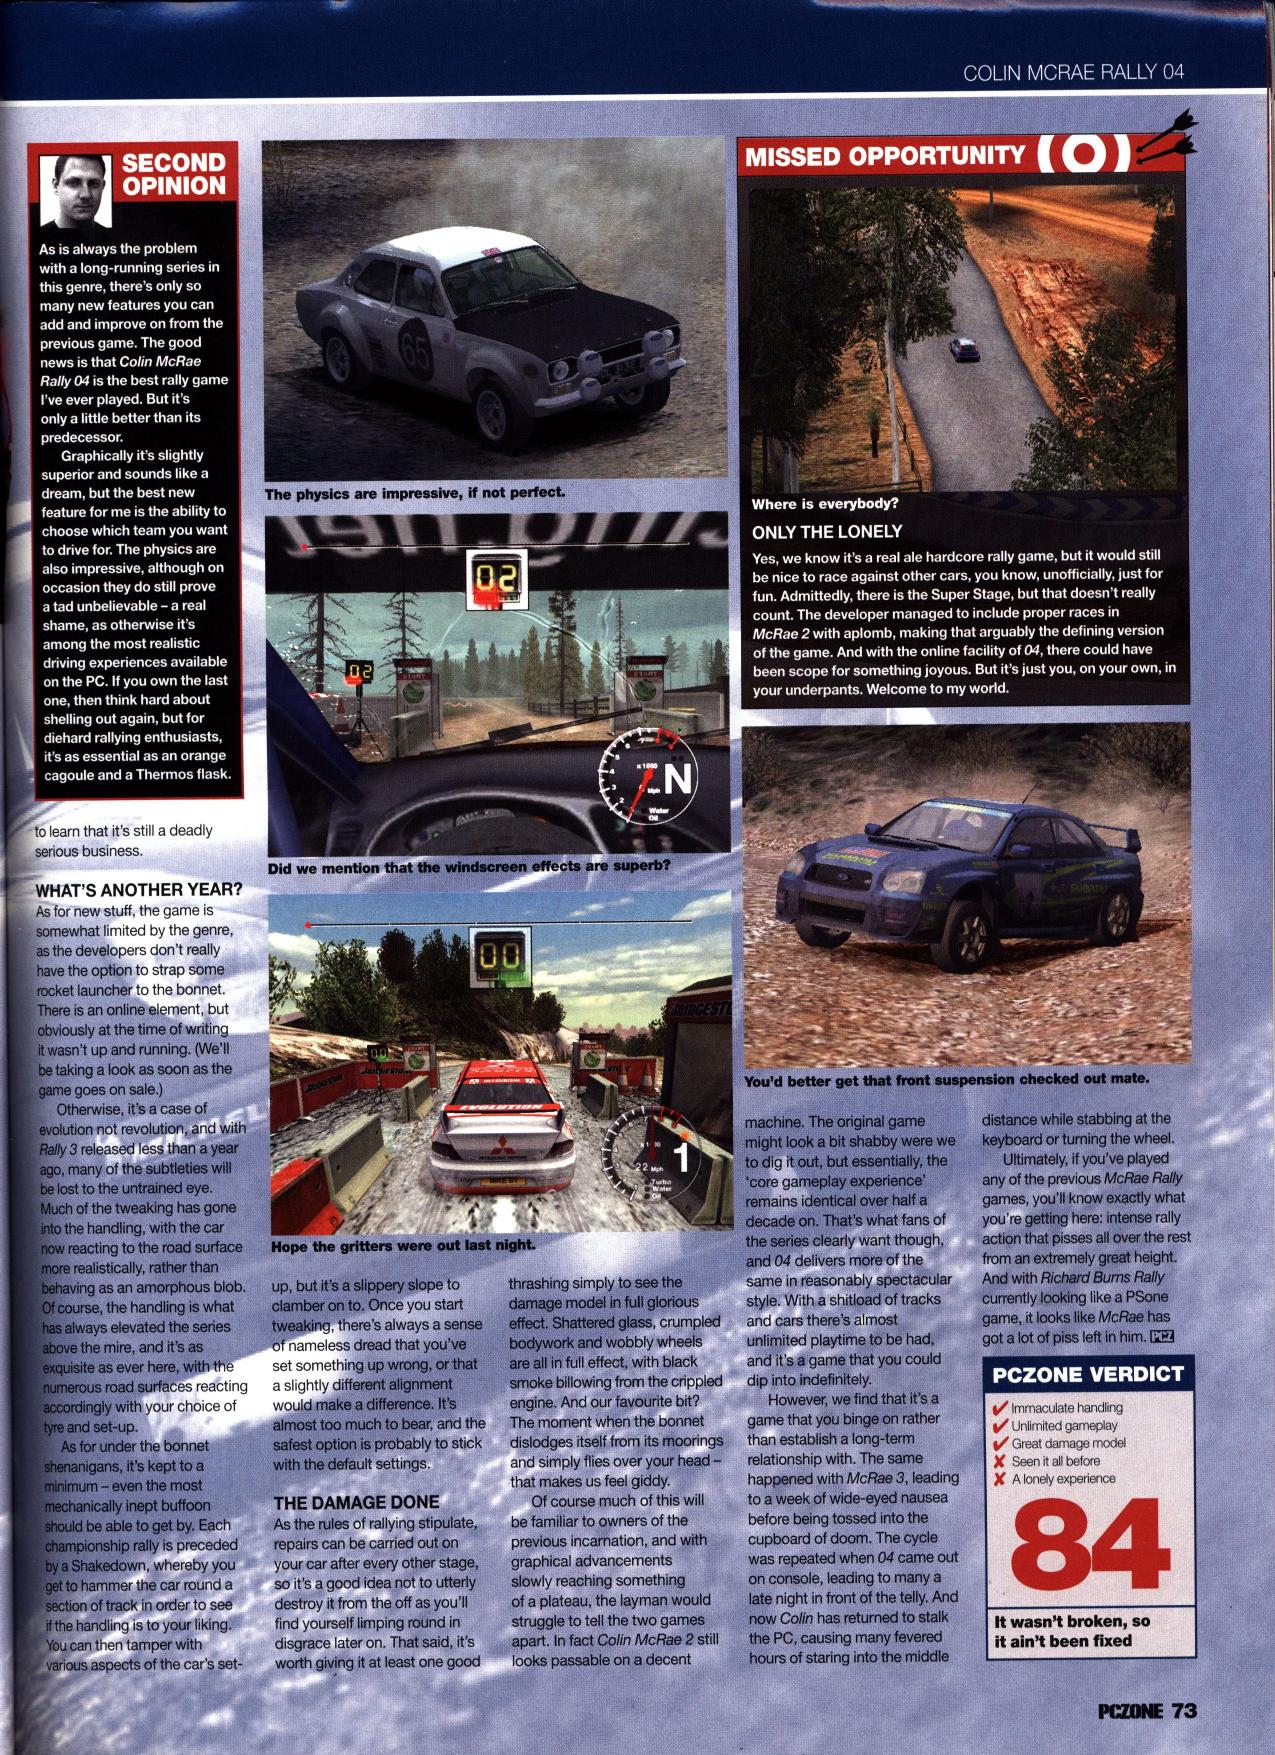 COLIN MCRAE RALLY 04
SECOND
OPINION
As is always the problem
with a long-running series in
this genre, there's only so
many new features you can
add and improve on from the
previous game. The good
news is that Colin McRae
Rally 04 is the best rally game
I've ever played. But it's
only a little better than its
predecessor.
Graphically it's slightly
superior and sounds like a
dream, but the best new
feature for me is the ability to
choose which team you want
to drive for. The physics are
also impressive, although on
occasion they do still prove
a tad unbelievable – a real
shame, as otherwise it's
among the most realistic
driving experiences available
on the PC. If you own the last
one, then think hard about
shelling out again, but for
diehard rallying enthusiasts,
it's as essential as an orange
cagoule and a Thermos flask.
to learn that it's still a deadly
serious business.
WHAT'S ANOTHER YEAR?
As for new stuff, the game is
somewhat limited by the genre,
as the developers don't really
have the option to strap some
rocket launcher to the bonnet.
There is an online element, but
obviously at the time of writing
it wasn't up and running. (We'll
be taking a look as soon as the
game goes on sale.)
Otherwise, it's a case of
evolution not revolution, and with
Rally 3 released less than a year
ago, many of the subtleties will
be lost to the untrained eye.
Much of the tweaking has gone
into the handling, with the car
now reacting to the road surface
more realistically, rather than
behaving as an amorphous blob.
Of course, the handling is what
has always elevated the series
above the mire, and it's as
exquisite as ever here, with the
numerous road surfaces reacting
accordingly with your choice of
tyre and set-up.
As for under the bonnet
shenanigans, it's kept to a
minimum – even the most
mechanically inept buffoon
should be able to get by. Each
championship rally is preceded
by a Shakedown, whereby you
get to hammer the car round a
section of track in order to see
if the handling is to your liking.
You can then tamper with
various aspects of the car's set-
65
The physics are impressive, if not perfect.
02
02
START
START
x1000
Mph
N
Water
Oil
Did we mention that the windscreen effects are superb?
00
00
START
START
BRIDGESTONE
MITSUBISHI
EVOLUTION
MITSUBISHI MOTORS
MRE 01
22 Mph
1
Turbo
Water
Oil
Hope the gritters were out last night.
up, but it's a slippery slope to
clamber on to. Once you start
tweaking, there's always a sense
of nameless dread that you've
set something up wrong, or that
a slightly different alignment
would make a difference. It's
almost too much to bear, and the
safest option is probably to stick
with the default settings.
THE DAMAGE DONE
As the rules of rallying stipulate,
repairs can be carried out on
your car after every other stage,
so it's a good idea not to utterly
destroy it from the off as you'll
find yourself limping round in
disgrace later on. That said, it's
worth giving it at least one good
thrashing simply to see the
damage model in full glorious
effect. Shattered glass, crumpled
bodywork and wobbly wheels
are all in full effect, with black
smoke billowing from the crippled
engine. And our favourite bit?
The moment when the bonnet
dislodges itself from its moorings
and simply flies over your head –
that makes us feel giddy.
Of course much of this will
be familiar to owners of the
previous incarnation, and with
graphical advancements
slowly reaching something
of a plateau, the layman would
struggle to tell the two games
apart. In fact Colin McRae 2 still
looks passable on a decent
MISSED OPPORTUNITY
Where is everybody?
ONLY THE LONELY
Yes, we know it's a real ale hardcore rally game, but it would still
be nice to race against other cars, you know, unofficially, just for
fun. Admittedly, there is the Super Stage, but that doesn't really
count. The developer managed to include proper races in
McRae 2 with aplomb, making that arguably the defining version
of the game. And with the online facility of 04, there could have
been scope for something joyous. But it's just you, on your own, in
your underpants. Welcome to my world.
SUBARU
You'd better get that front suspension checked out mate.
machine. The original game
might look a bit shabby were we
to dig it out, but essentially, the
'core gameplay experience'
remains identical over half a
decade on. That's what fans of
the series clearly want though,
and 04 delivers more of the
same in reasonably spectacular
style. With a shitload of tracks
and cars there's almost
unlimited playtime to be had,
and it's a game that you could
dip into indefinitely.
However, we find that it's a
game that you binge on rather
than establish a long-term
relationship with. The same
happened with McRae 3, leading
to a week of wide-eyed nausea
before being tossed into the
cupboard of doom. The cycle
was repeated when 04 came out
on console, leading to many a
late night in front of the telly. And
now Colin has returned to stalk
the PC, causing many fevered
hours of staring into the middle
distance while stabbing at the
keyboard or turning the wheel.
Ultimately, if you've played
any of the previous McRae Rally
games, you'll know exactly what
you're getting here: intense rally
action that pisses all over the rest
from an extremely great height.
And with Richard Burns Rally
currently looking like a PSone
game, it looks like McRae has
got a lot of piss left in him. PCZ
PCZONE VERDICT
Immaculate handling
Unlimited gameplay
Great damage model
Seen it all before
A lonely experience
84
It wasn't broken, so
it ain't been fixed
PCZONE 73